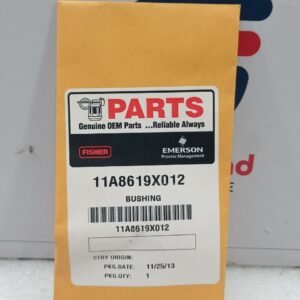 PARTS
Genuine OEM Parts ...Reliable Always
FISHER
EMERSON
Process Management
11A8619X012
BUSHING
11A8619X012
CTRY ORIGIN:
PKG.DATE: 11/25/13
PKG.QTY: 1